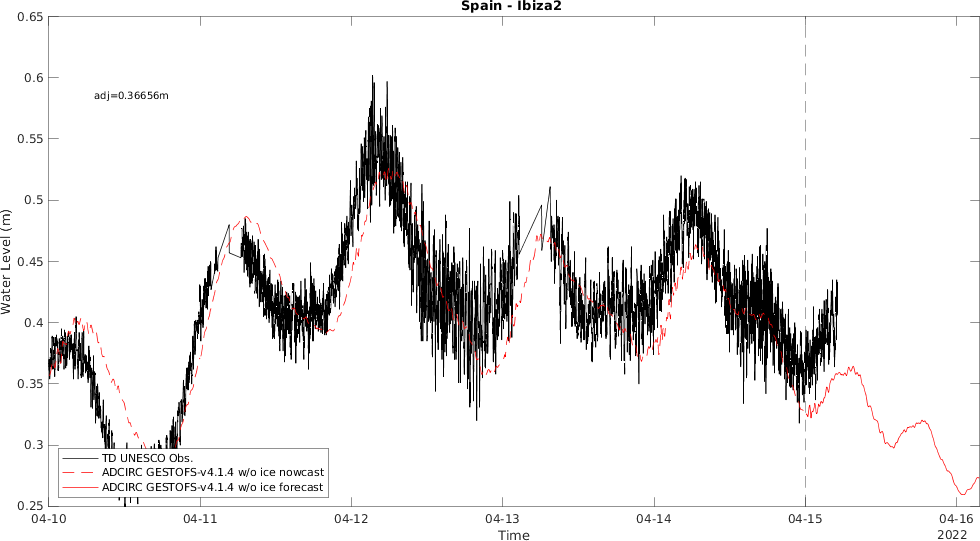 Spain - Ibiza2
0.65
0.6
adj=0.36656m
0.55
0.5
0.45
0.4
0.35
0.3
0.25
Water Level (m)
TD UNESCO Obs.
ADCIRC GESTOFS-v4.1.4 w/o ice nowcast
ADCIRC GESTOFS-v4.1.4 w/o ice forecast
04-10 04-11 04-12 04-13 04-14 04-15 04-16
Time
2022